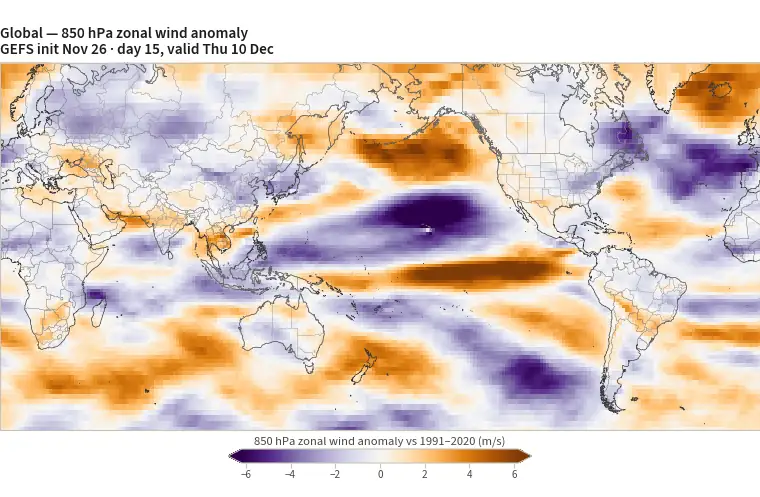 Global — 850 hPa zonal wind anomaly
GEFS init Nov 26 · day 15, valid Thu 10 Dec
850 hPa zonal wind anomaly vs 1991–2020 (m/s)
−6 −4 −2 0 2 4 6